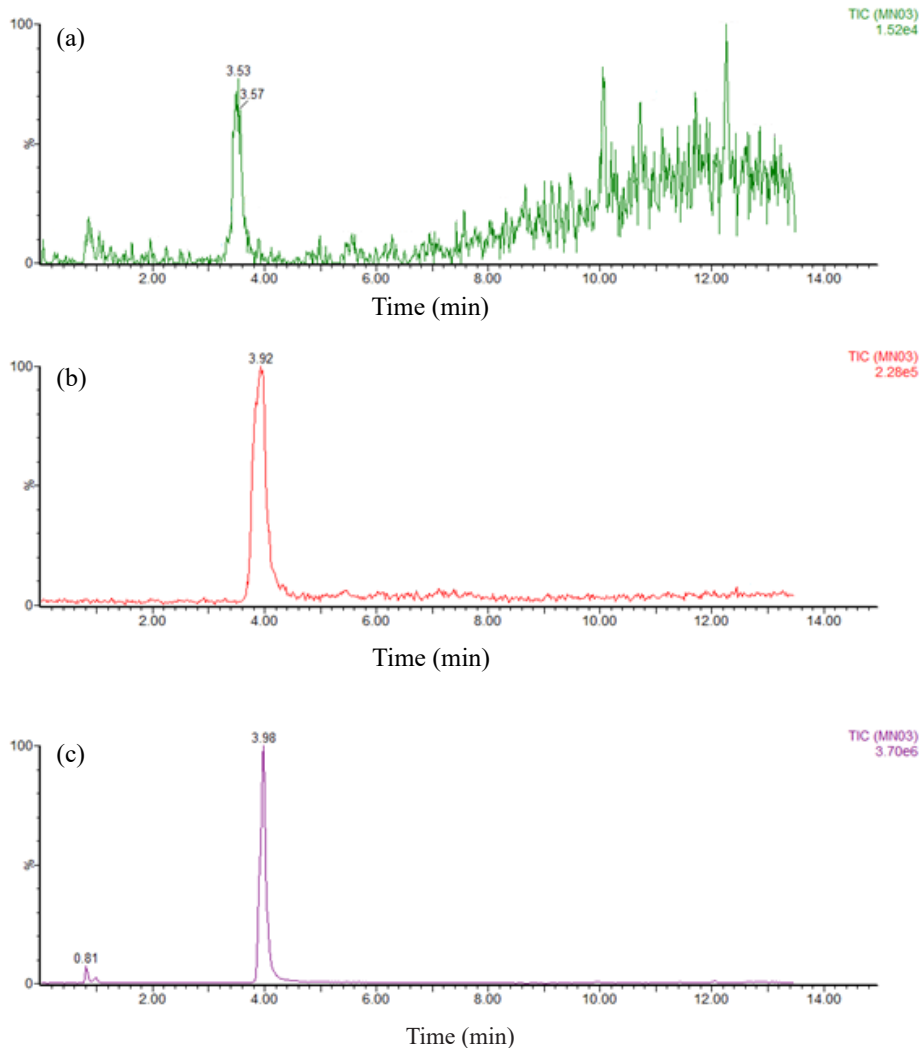 (a)
TIC (MN03)
1.52e4
100
3.53
3.57
%
0
2.00 4.00 6.00 8.00 10.00 12.00 14.00
Time (min)
(b)
TIC (MN03)
2.28e5
100
3.92
%
0
2.00 4.00 6.00 8.00 10.00 12.00 14.00
Time (min)
(c)
TIC (MN03)
3.70e6
100
3.98
%
0.81
0
2.00 4.00 6.00 8.00 10.00 12.00 14.00
Time (min)